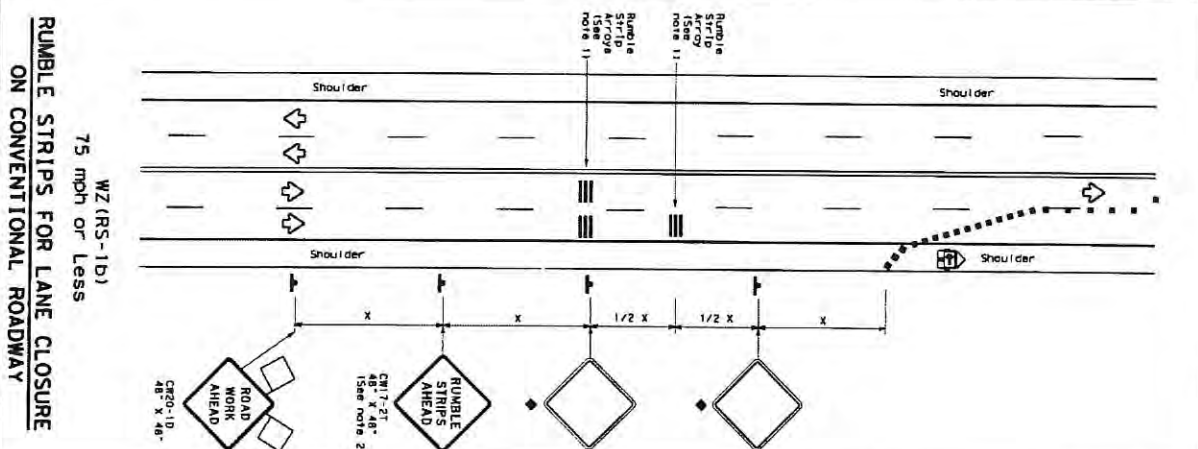 RUMBLE STRIPS FOR LANE CLOSURE
ON CONVENTIONAL ROADWAY
WZ(RS-1b)
75 mph or Less
Rumble
Strip
Arrays
(See
note 1)
Rumble
Strip
Array
(See
note 1)
Shoulder
Shoulder
Shoulder
Shoulder
X
X
1/2 X
1/2 X
X
ROAD
WORK
AHEAD
CW20-1D
48" X 48"
RUMBLE
STRIPS
AHEAD
CW17-2T
48" X 48"
(See note 2